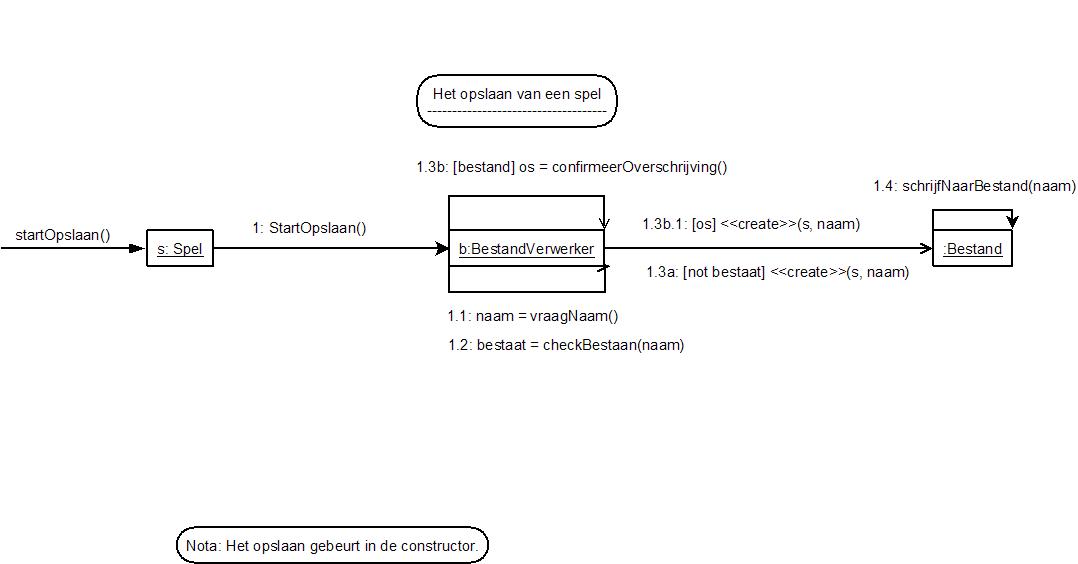 Het opslaan van een spel
1.3b: [bestand] os = confirmeerOverschrijving()
1.4: schrijfNaarBestand(naam)
startOpslaan()
1: StartOpslaan()
1.3b.1: [os] <<create>>(s, naam)
s: Spel
b:BestandVerwerker
:Bestand
1.3a: [not bestaat] <<create>>(s, naam)
1.1: naam = vraagNaam()
1.2: bestaat = checkBestaan(naam)
Nota: Het opslaan gebeurt in de constructor.